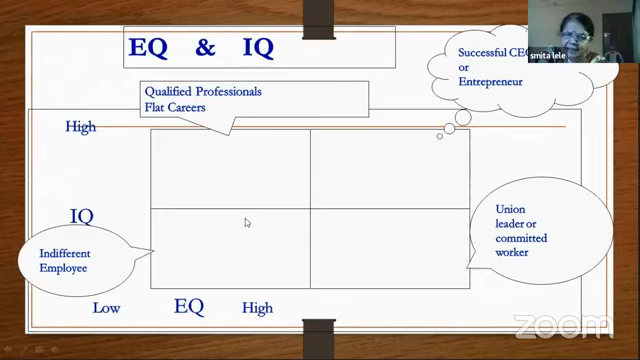 EQ & IQ
Successful CEO
or
Entrepreneur
smita lele
Qualified Professionals
Flat Careers
High
IQ
Union
leader or
committed
worker
Indifferent
Employee
Low EQ High
zoom